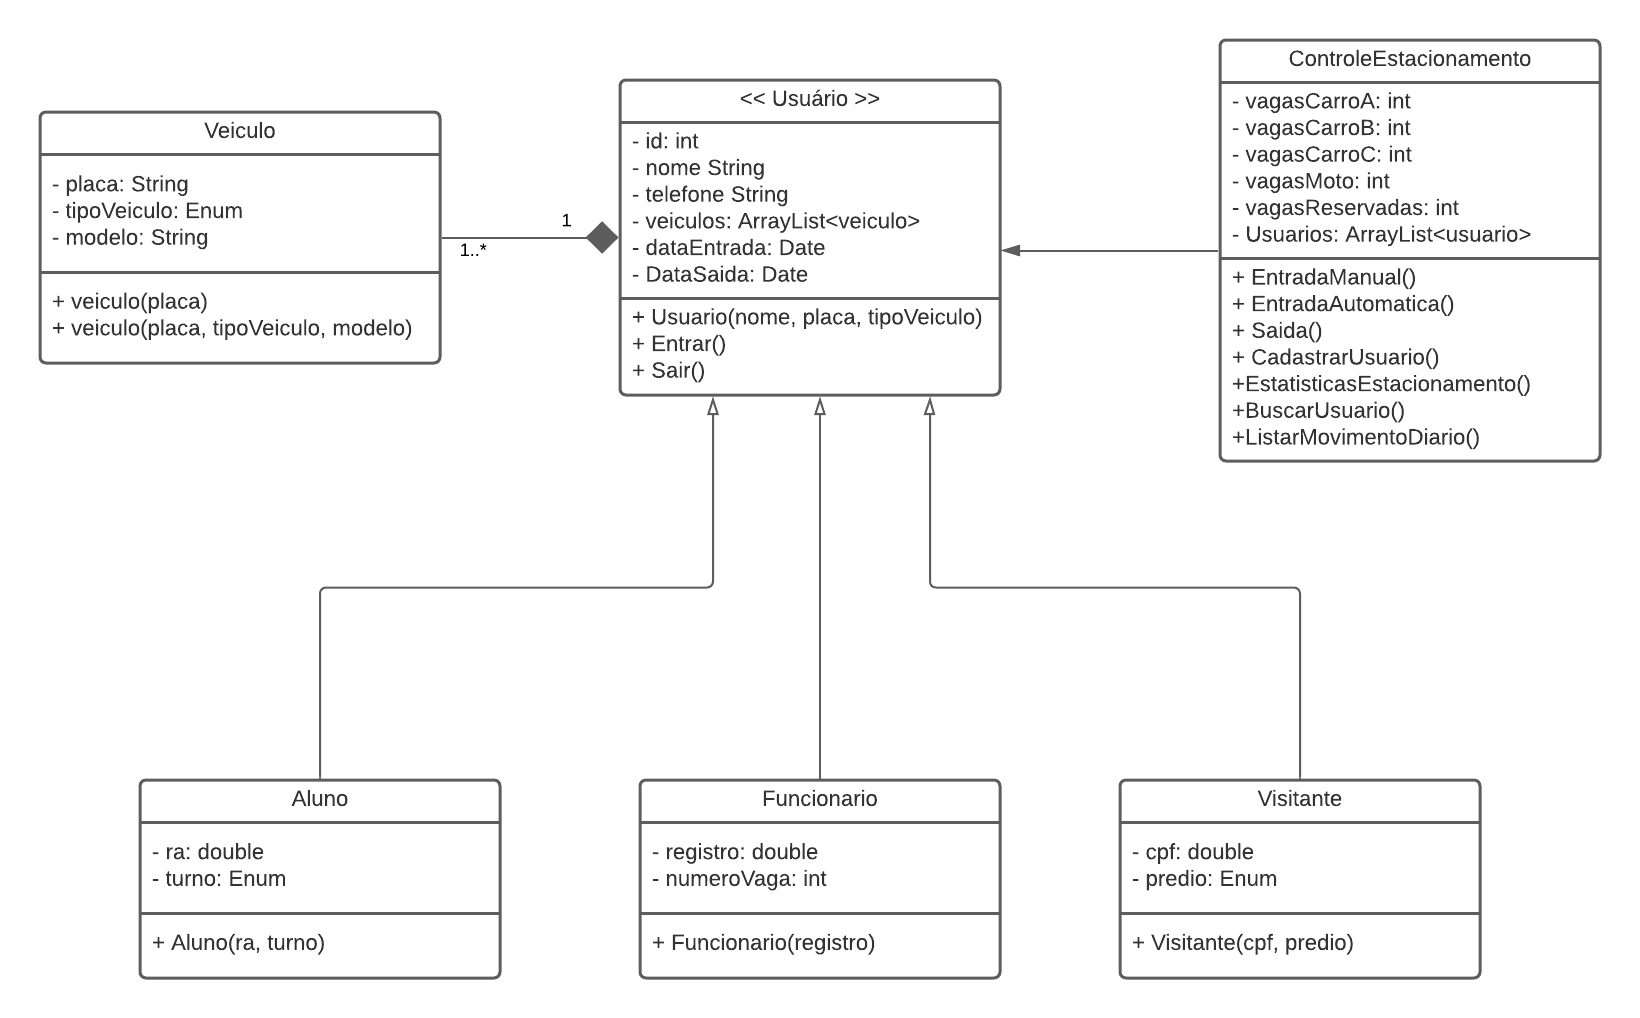 Veiculo
- placa: String
- tipoVeiculo: Enum
- modelo: String
+ veiculo(placa)
+ veiculo(placa, tipoVeiculo, modelo)
1
1..*
<< Usuário >>
- id: int
- nome String
- telefone String
- veiculos: ArrayList<veiculo>
- dataEntrada: Date
- DataSaida: Date
+ Usuario(nome, placa, tipoVeiculo)
+ Entrar()
+ Sair()
ControleEstacionamento
- vagasCarroA: int
- vagasCarroB: int
- vagasCarroC: int
- vagasMoto: int
- vagasReservadas: int
- Usuarios: ArrayList<usuario>
+ EntradaManual()
+ EntradaAutomatica()
+ Saida()
+ CadastrarUsuario()
+EstatisticasEstacionamento()
+BuscarUsuario()
+ListarMovimentoDiario()
Aluno
- ra: double
- turno: Enum
+ Aluno(ra, turno)
Funcionario
- registro: double
- numeroVaga: int
+ Funcionario(registro)
Visitante
- cpf: double
- predio: Enum
+ Visitante(cpf, predio)